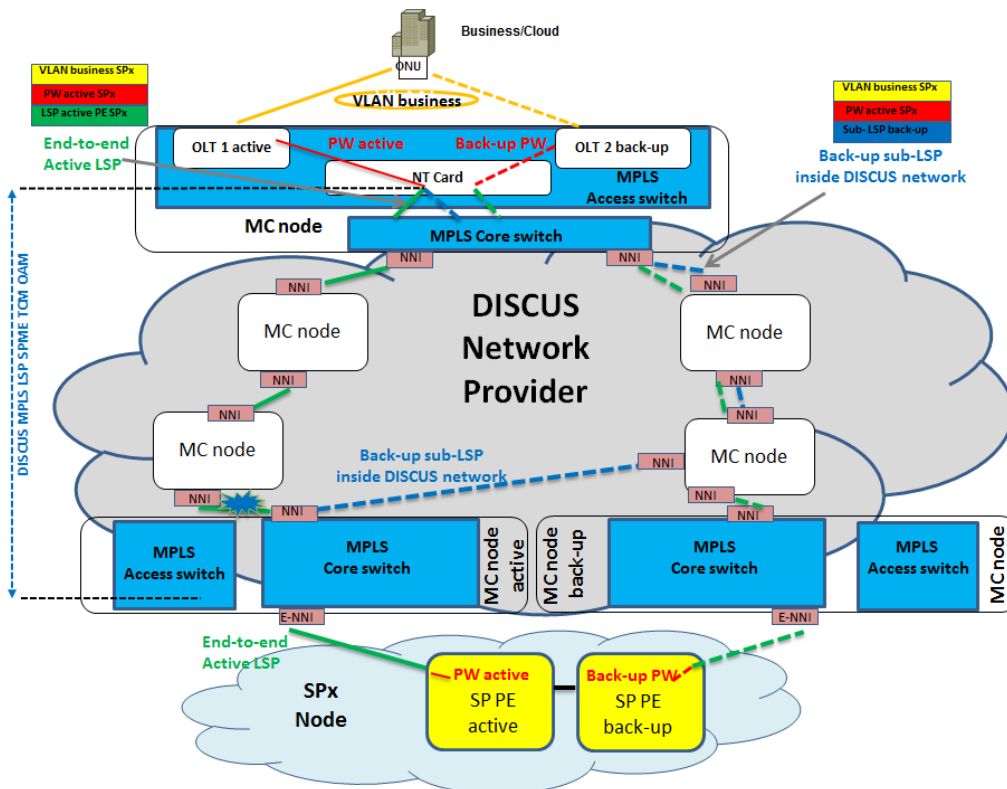 Business/Cloud
ONU
VLAN business SPx
PW active SPx
LSP active PE SPx
VLAN business
VLAN business SPx
PW active SPx
Sub- LSP back-up
End-to-end
Active LSP
OLT 1 active
PW active
Back-up PW
OLT 2 back-up
NT Card
MPLS
Access switch
Back-up sub-LSP
inside DISCUS network
MC node
MPLS Core switch
NNI
NNI
NNI
NNI
DISCUS
Network
Provider
MC node
MC node
NNI
NNI
NNI
NNI
MC node
MC node
NNI
Back-up sub-LSP
inside DISCUS network
NNI
NNI
NNI
NNI
DISCUS MPLS LSP SPME TCM OAM
MPLS
Access switch
MPLS
Core switch
MC node
active
MC node
back-up
MPLS
Core switch
MPLS
Access switch
MC node
E-NNI
E-NNI
End-to-end
Active LSP
SPx
Node
PW active
SP PE
active
Back-up PW
SP PE
back-up